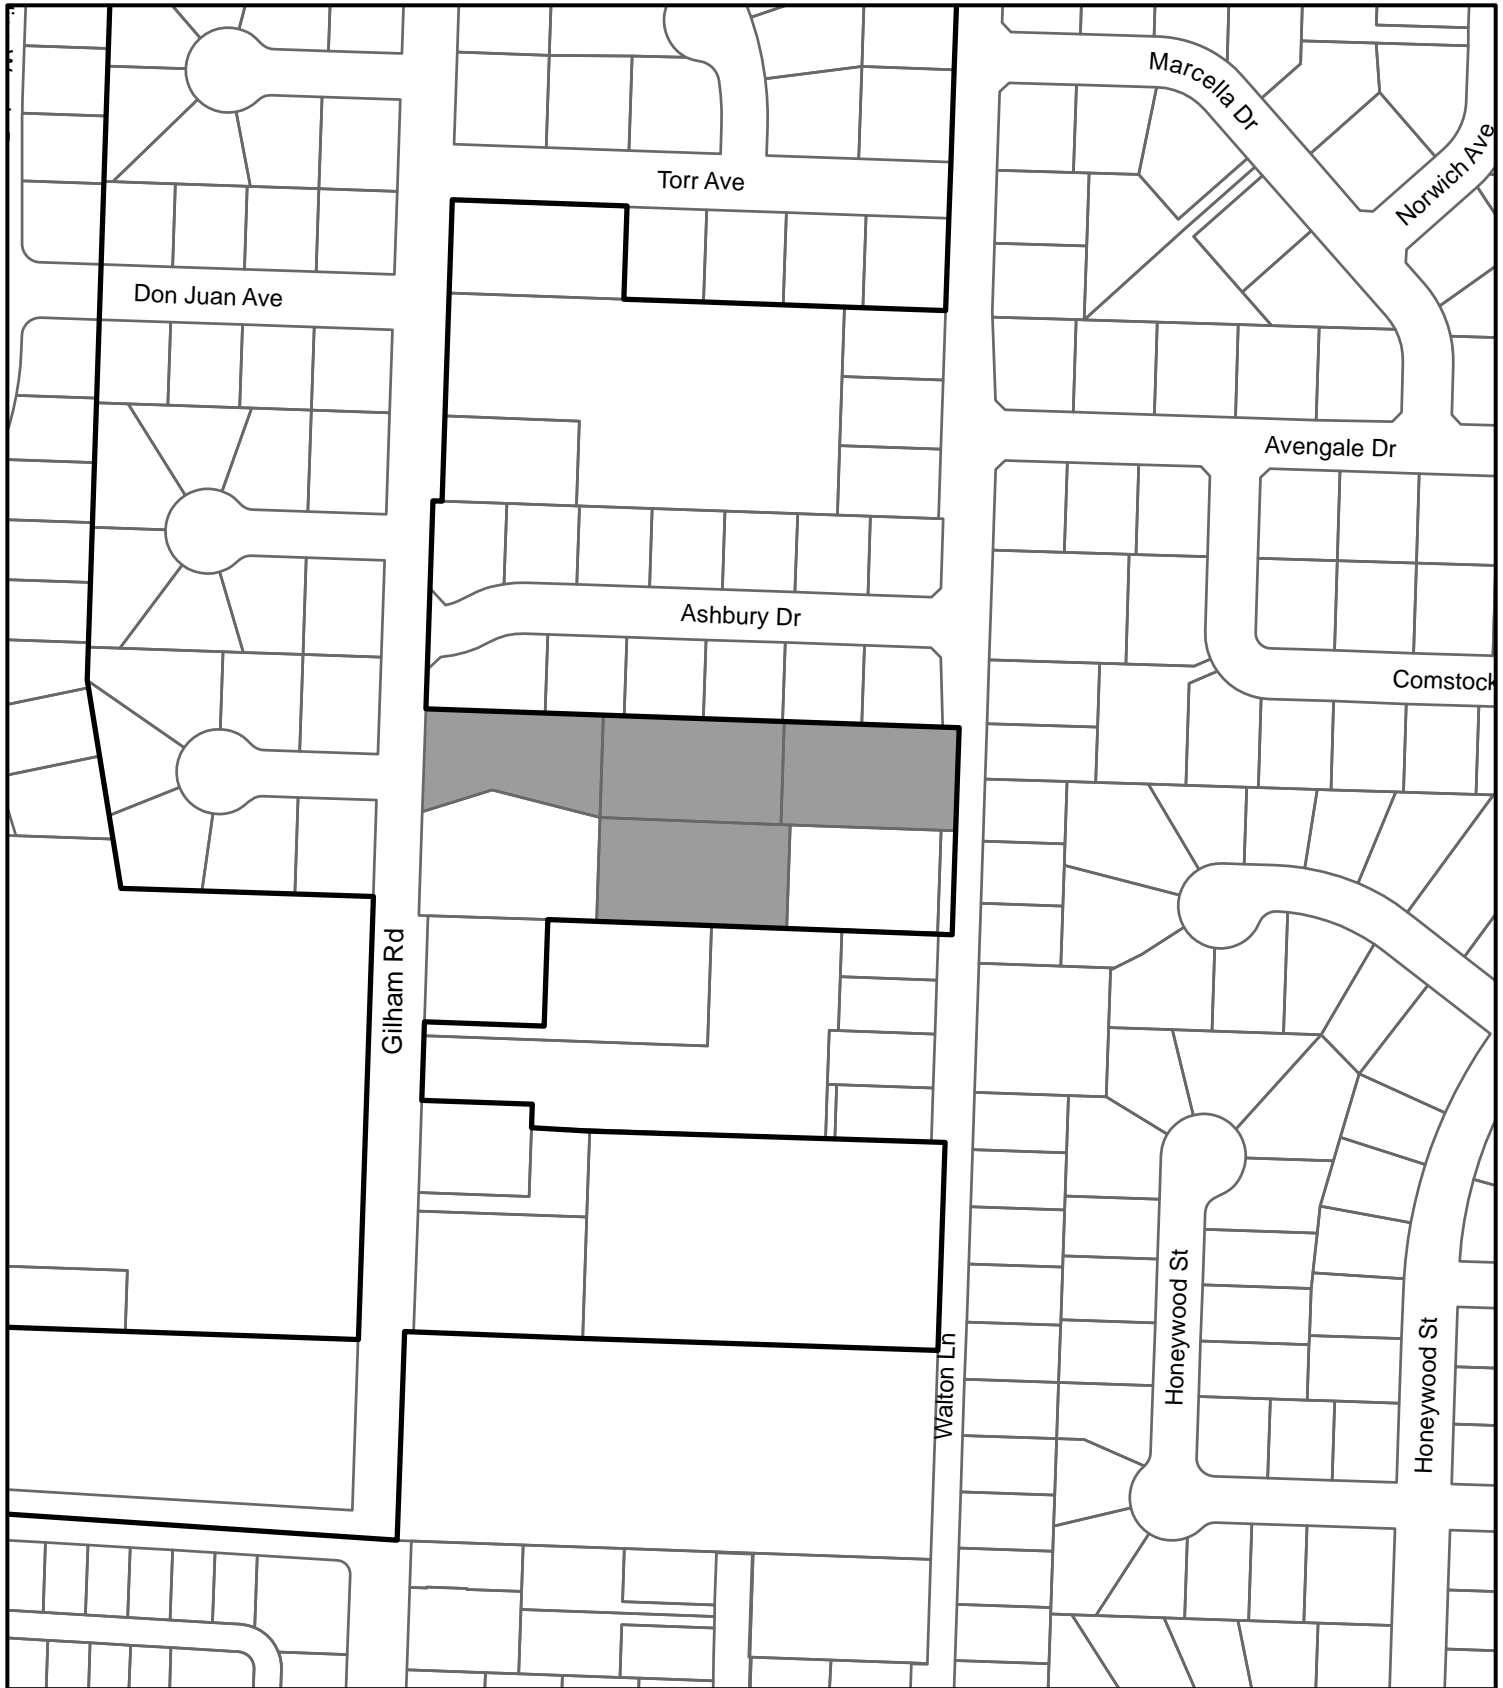 Marcella Dr
Norwich Ave
Torr Ave
Don Juan Ave
Avengale Dr
Ashbury Dr
Comstock
Gilham Rd
Honeywood St
Honeywood St
Walton Ln